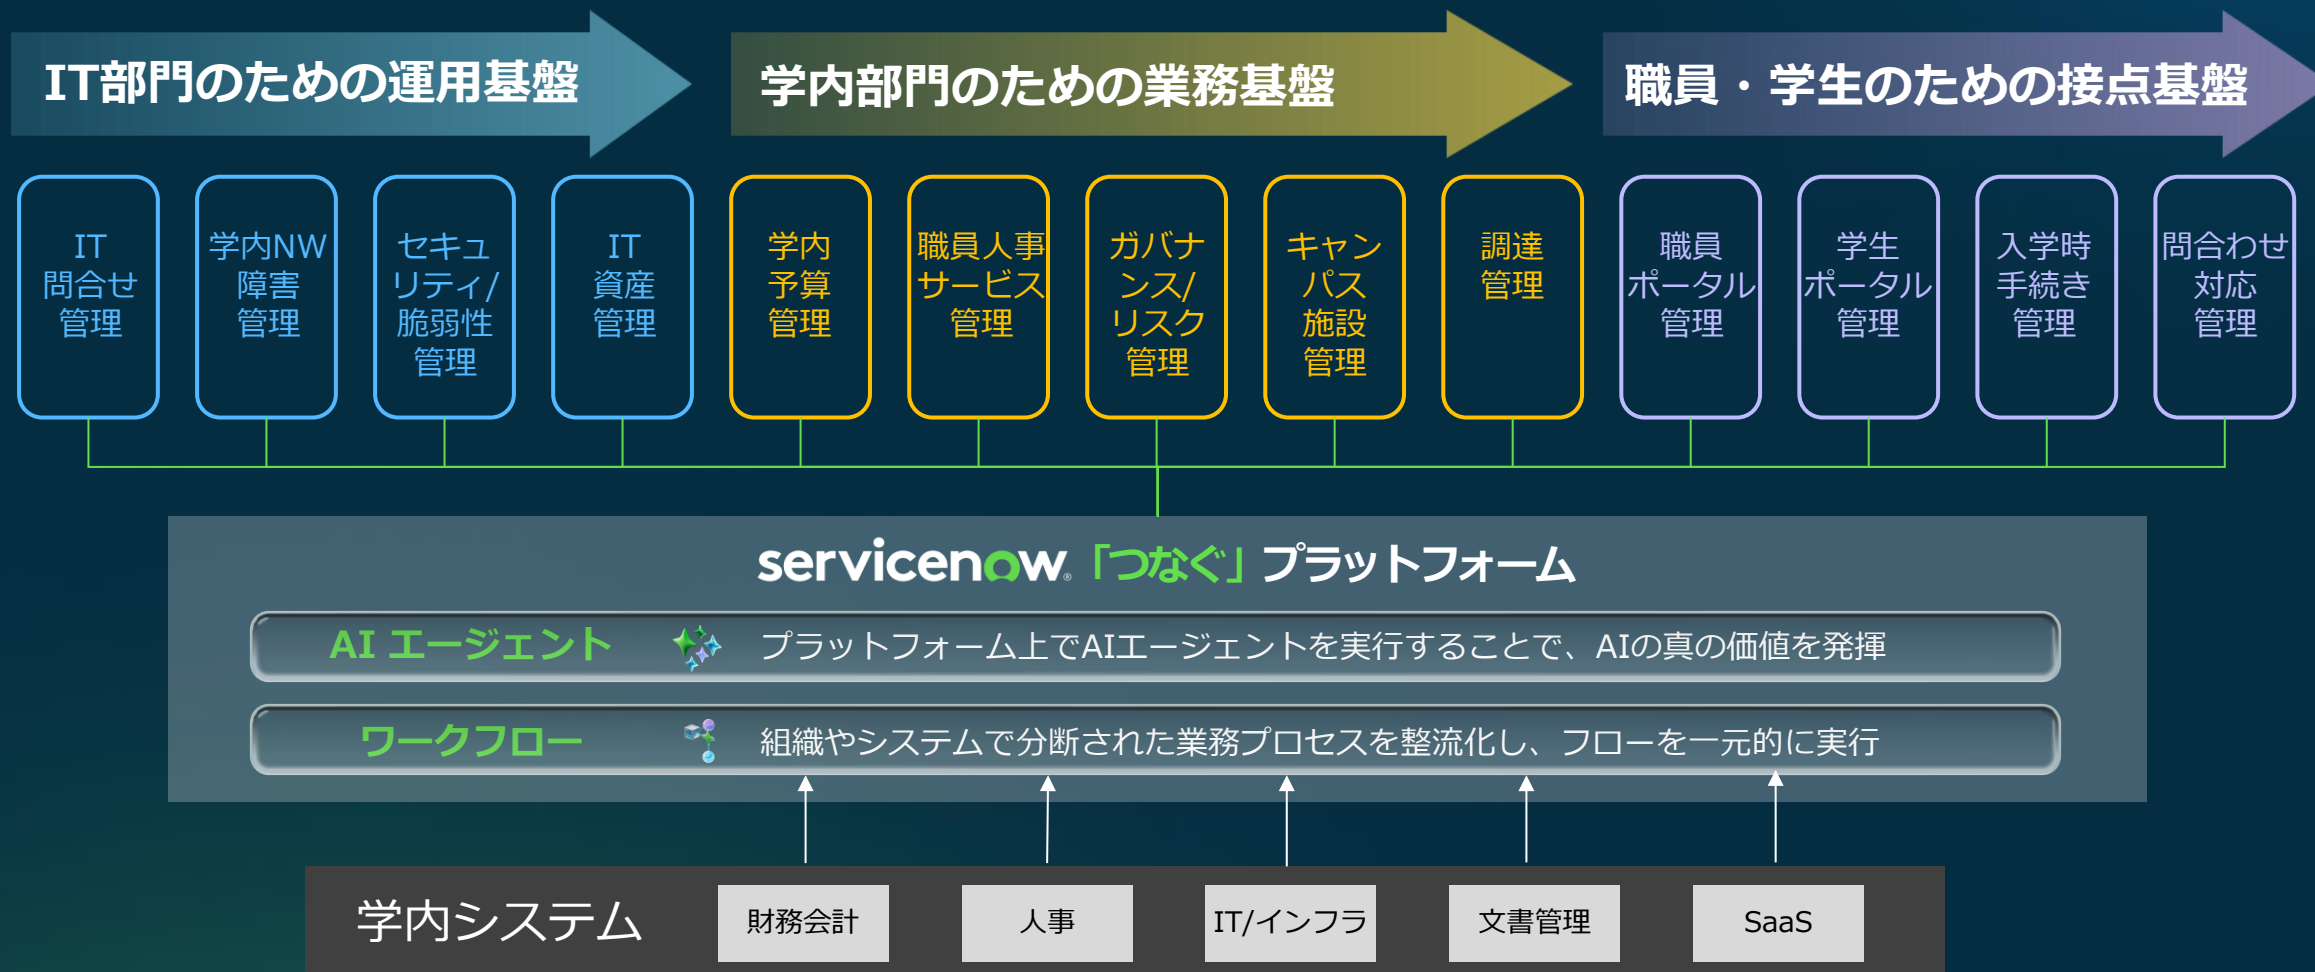 IT部門のための運用基盤
学内部門のための業務基盤
職員・学生のための接点基盤
IT
問合せ
管理
学内NW
障害
管理
セキュ
リティ/
脆弱性
管理
IT
資産
管理
学内
予算
管理
職員人事
サービス
管理
ガバナ
ンス/
リスク
管理
キャン
パス
施設
管理
調達
管理
職員
ポータル
管理
学生
ポータル
管理
入学時
手続き
管理
問合わせ
対応
管理
servicenow®「つなぐ」プラットフォーム
AI エージェント プラットフォーム上でAIエージェントを実行することで、AIの真の価値を発揮
ワークフロー 組織やシステムで分断された業務プロセスを整流化し、フローを一元的に実行
学内システム
財務会計
人事
IT/インフラ
文書管理
SaaS